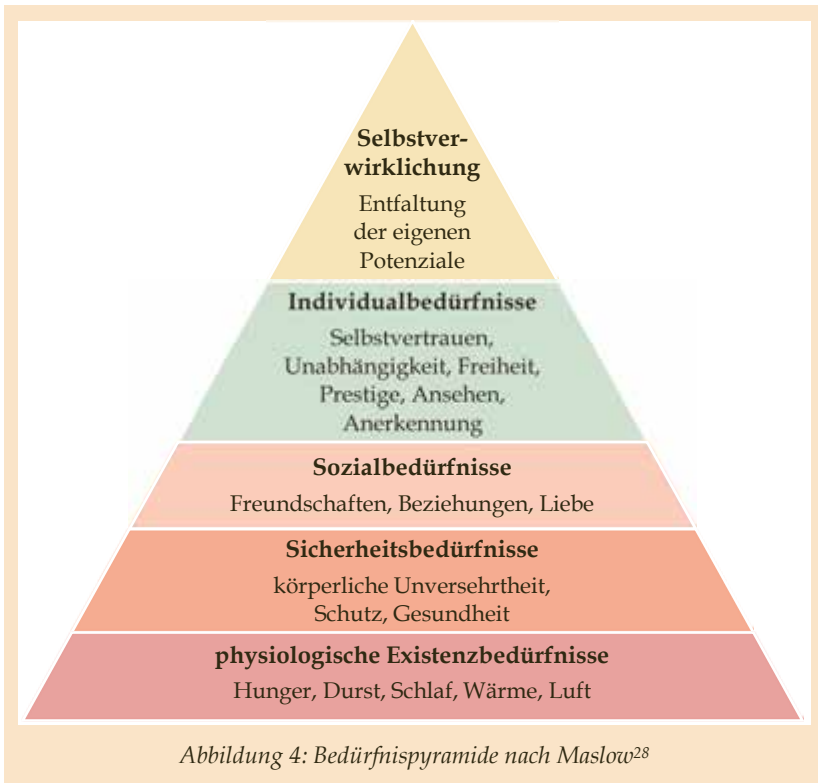 Selbstver-
wirklichung
Entfaltung
der eigenen
Potenziale
Individualbedürfnisse
Selbstvertrauen,
Unabhängigkeit, Freiheit,
Prestige, Ansehen,
Anerkennung
Sozialbedürfnisse
Freundschaften, Beziehungen, Liebe
Sicherheitsbedürfnisse
körperliche Unversehrtheit,
Schutz, Gesundheit
physiologische Existenzbedürfnisse
Hunger, Durst, Schlaf, Wärme, Luft
Abbildung 4: Bedürfnispyramide nach Maslow²⁸